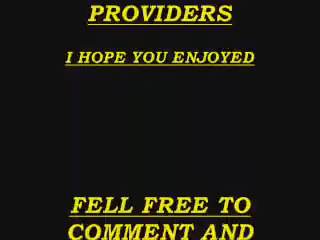 PROVIDERS
I HOPE YOU ENJOYED
FELL FREE TO
COMMENT AND